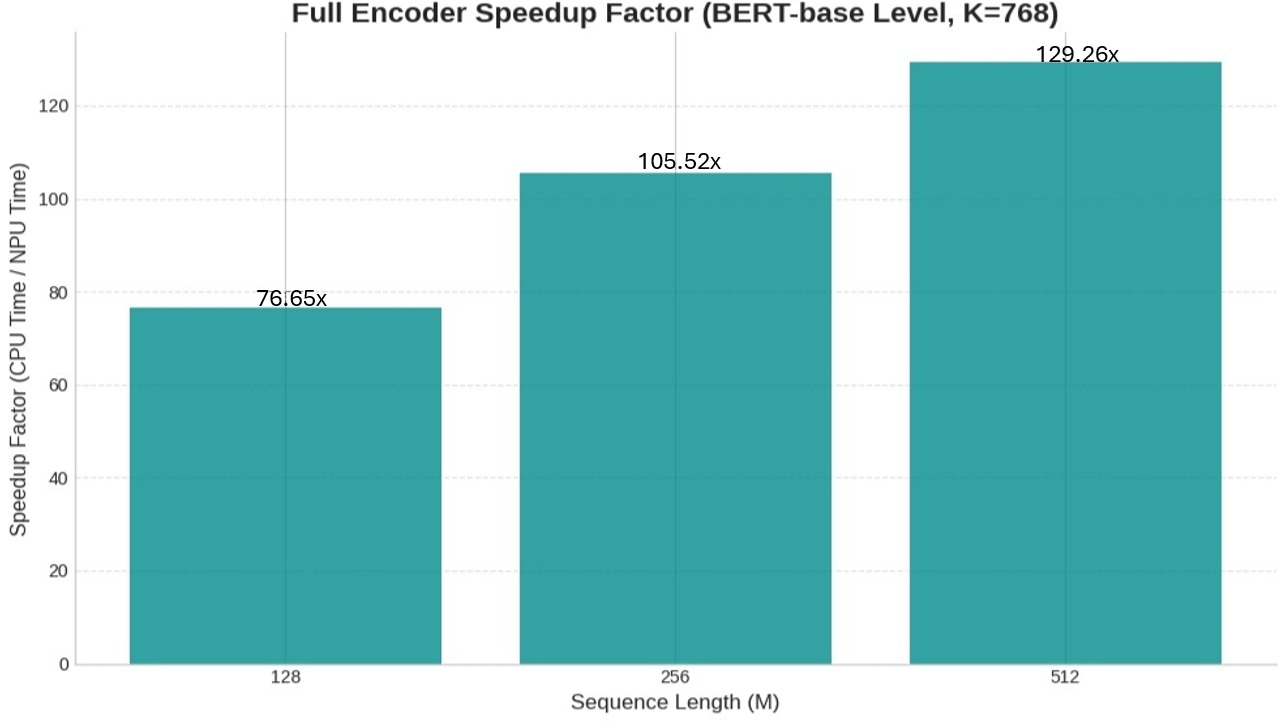 Full Encoder Speedup Factor (BERT-base Level, K=768)
Speedup Factor (CPU Time / NPU Time)
120
100
80
60
40
20
0
76.65x
105.52x
129.26x
128
256
512
Sequence Length (M)